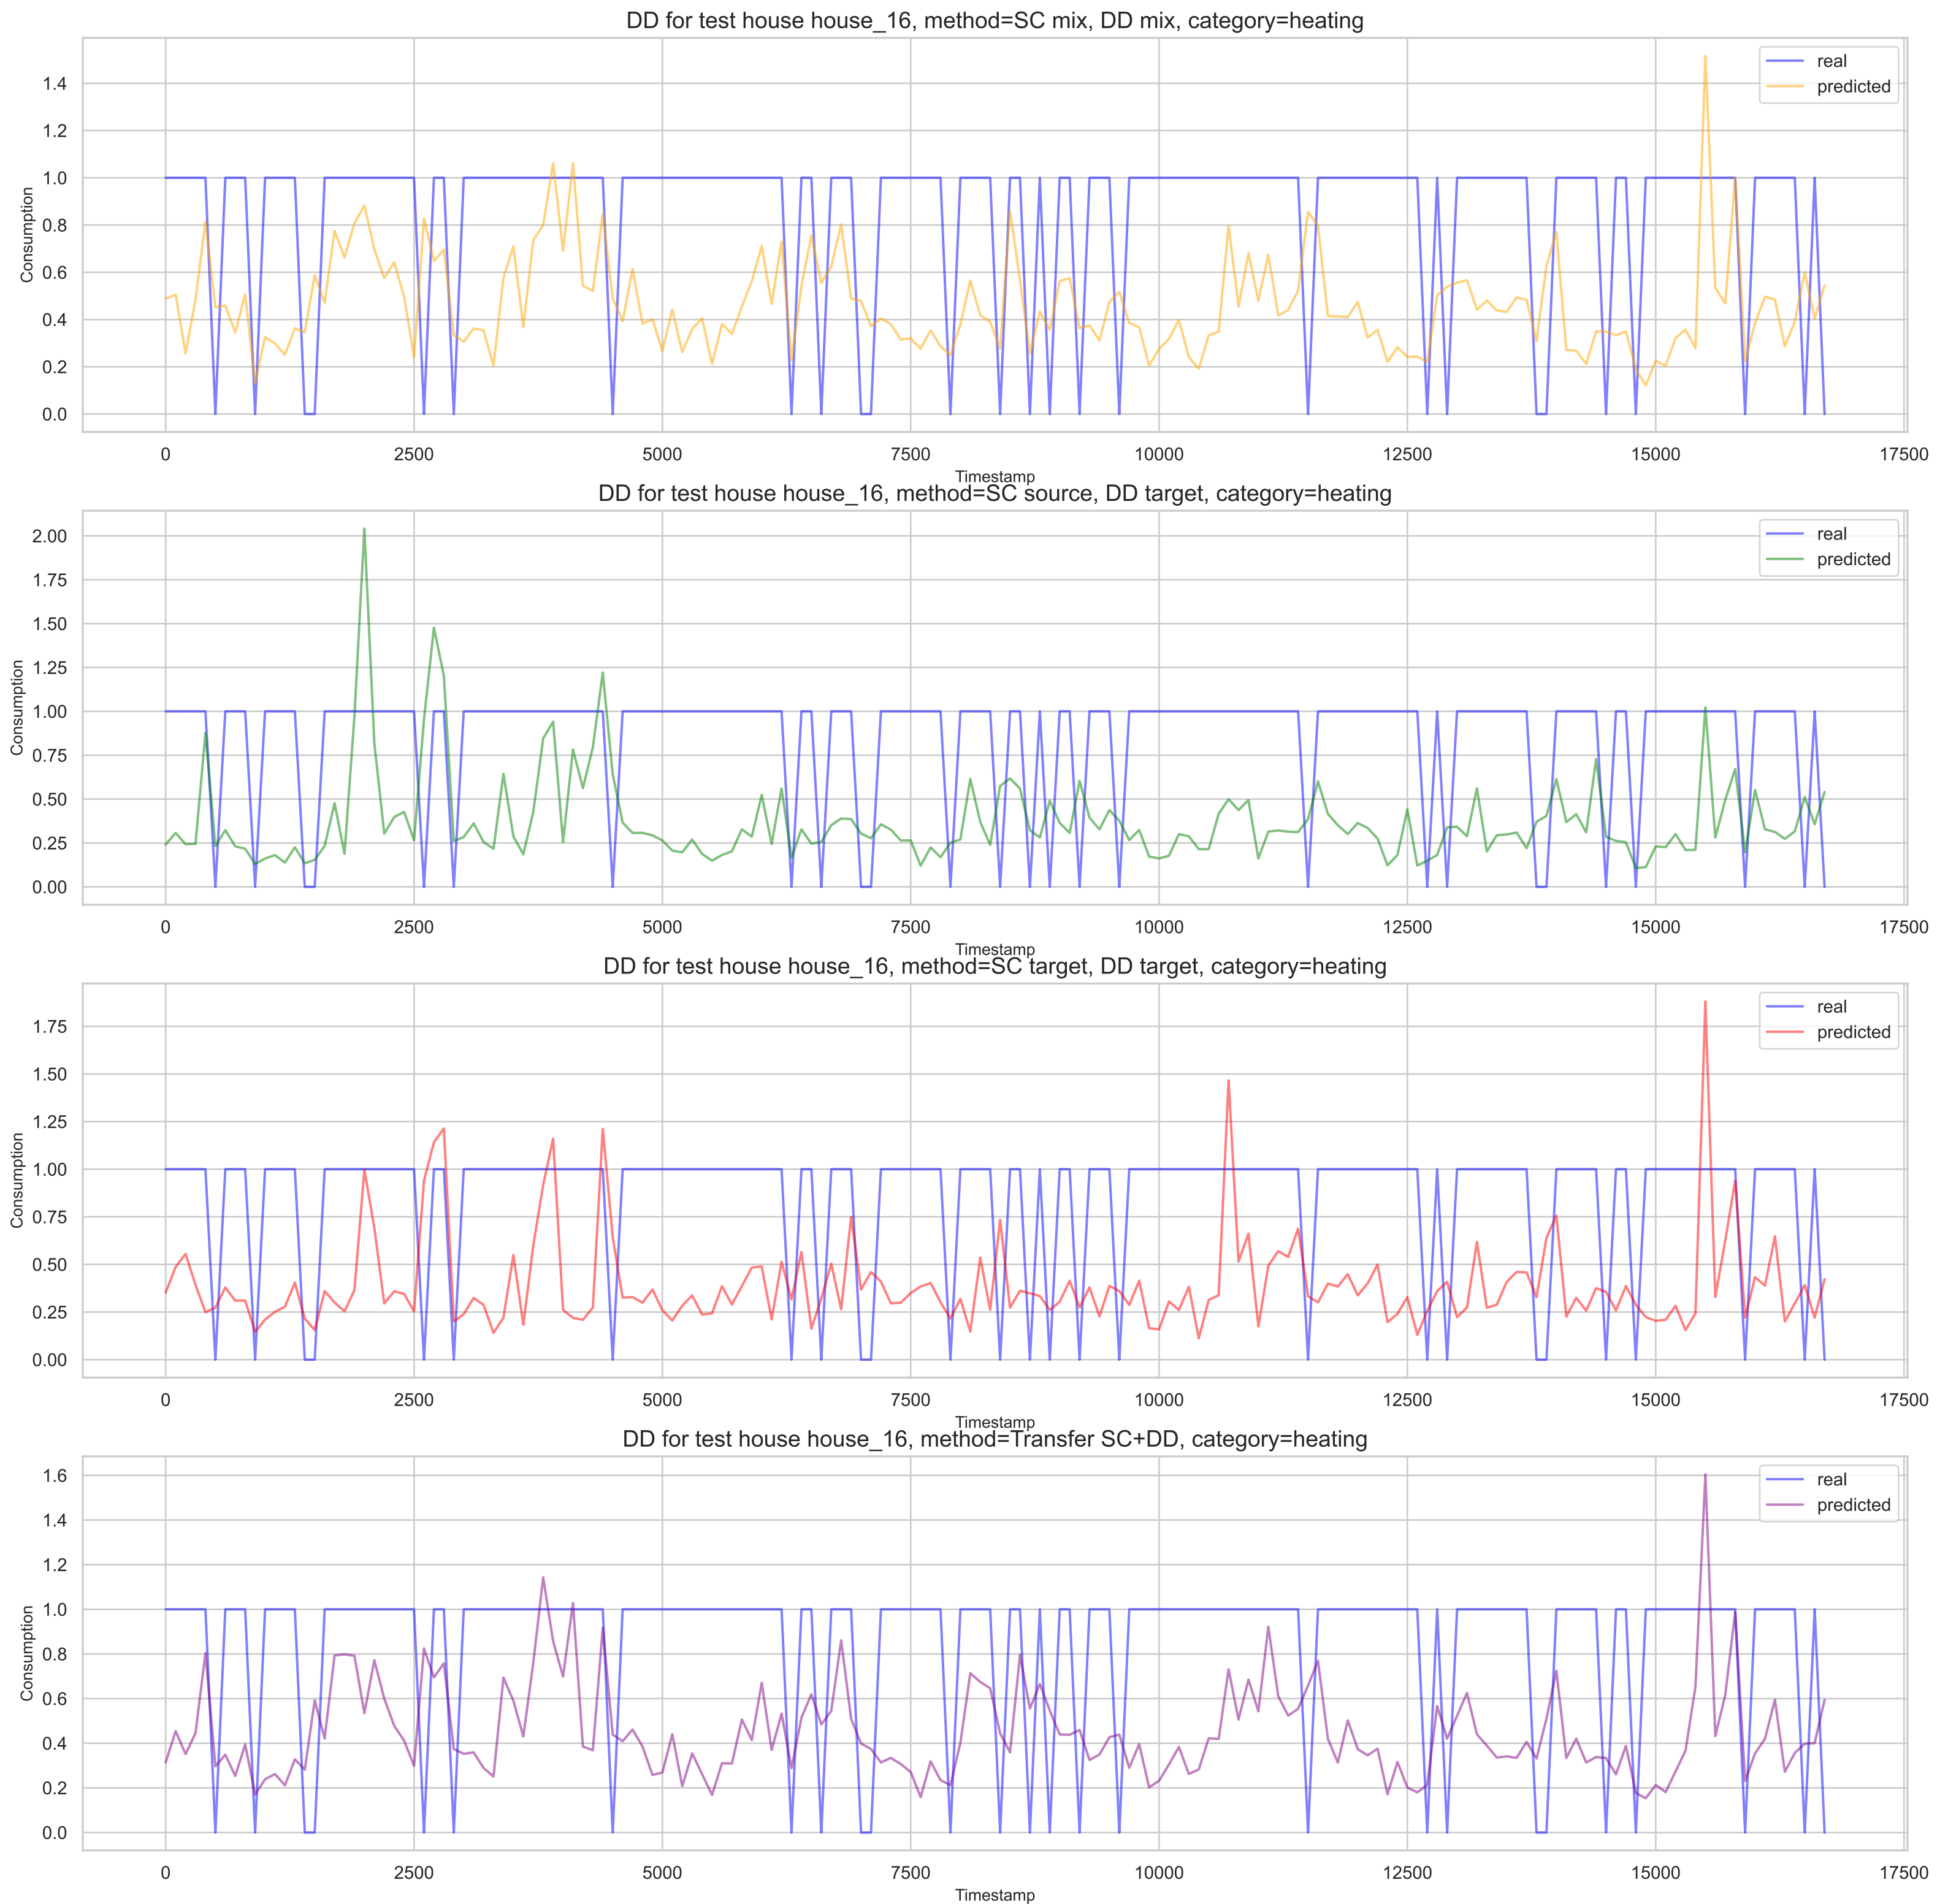 DD for test house house_16, method=SC mix, DD mix, category=heating
real
predicted
1.4
1.2
1.0
0.8
0.6
0.4
0.2
0.0
Consumption
0 2500 5000 7500 10000 12500 15000 17500
Timestamp
DD for test house house_16, method=SC source, DD target, category=heating
real
predicted
2.00
1.75
1.50
1.25
1.00
0.75
0.50
0.25
0.00
Consumption
0 2500 5000 7500 10000 12500 15000 17500
Timestamp
DD for test house house_16, method=SC target, DD target, category=heating
real
predicted
1.75
1.50
1.25
1.00
0.75
0.50
0.25
0.00
Consumption
0 2500 5000 7500 10000 12500 15000 17500
Timestamp
DD for test house house_16, method=Transfer SC+DD, category=heating
real
predicted
1.6
1.4
1.2
1.0
0.8
0.6
0.4
0.2
0.0
Consumption
0 2500 5000 7500 10000 12500 15000 17500
Timestamp